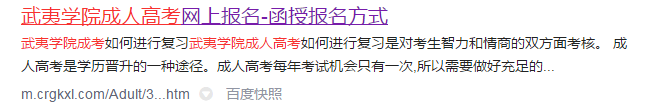 武夷学院成人高考网上报名-函授报名方式
武夷学院成考如何进行复习武夷学院成人高考如何进行复习是对考生智力和情商的双方面考核。 成
人高考是学历晋升的一种途径。成人高考每年考试机会只有一次,所以需要做好充足的...
m.crgkxl.com/Adult/3...htm 百度快照